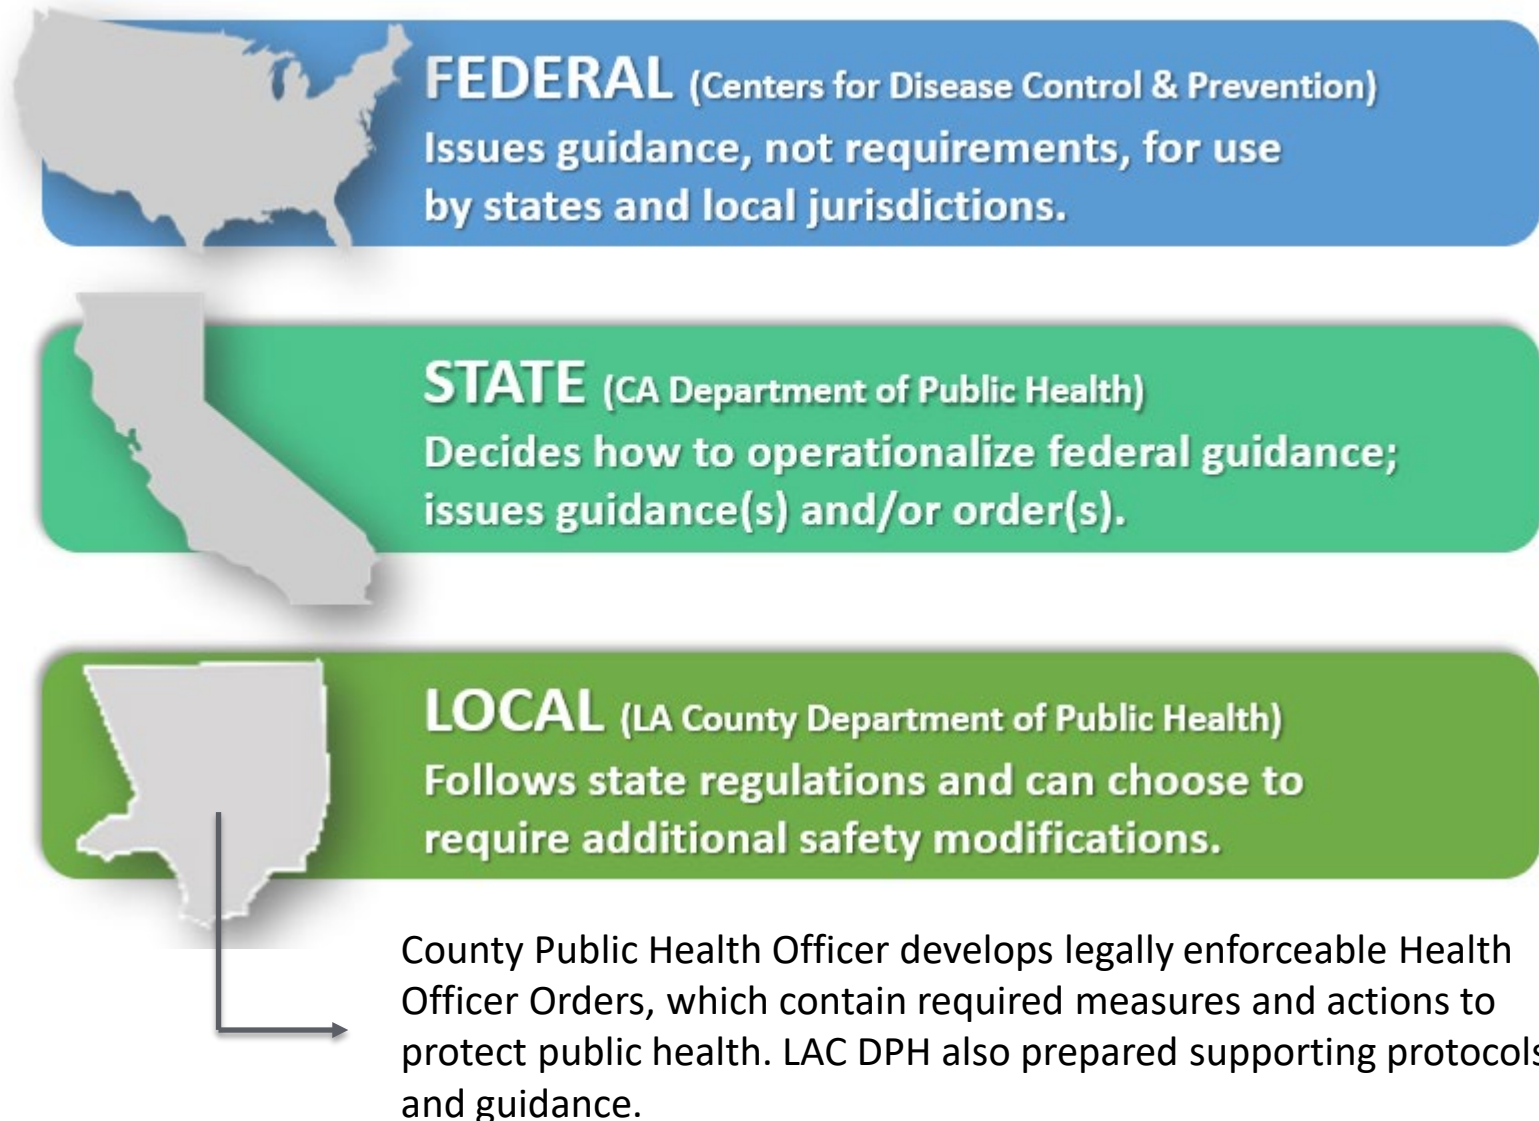 FEDERAL (Centers for Disease Control & Prevention)
Issues guidance, not requirements, for use
by states and local jurisdictions.
STATE (CA Department of Public Health)
Decides how to operationalize federal guidance;
issues guidance(s) and/or order(s).
LOCAL (LA County Department of Public Health)
Follows state regulations and can choose to
require additional safety modifications.
County Public Health Officer develops legally enforceable Health
Officer Orders, which contain required measures and actions to
protect public health. LAC DPH also prepared supporting protocols
and guidance.